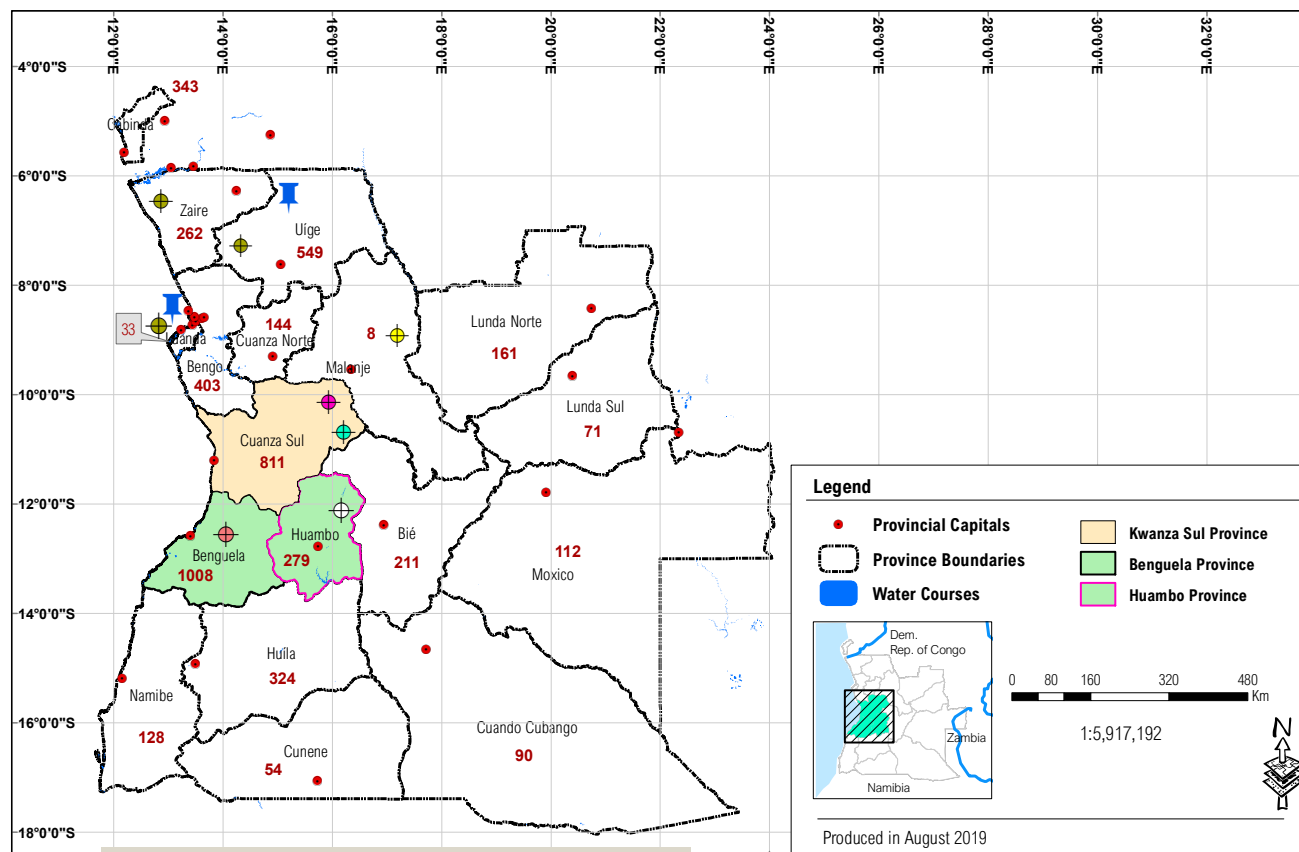 12°0'0"E
14°0'0"E
16°0'0"E
18°0'0"E
20°0'0"E
22°0'0"E
24°0'0"E
26°0'0"E
28°0'0"E
30°0'0"E
32°0'0"E
4°0'0"S
6°0'0"S
8°0'0"S
10°0'0"S
12°0'0"S
14°0'0"S
16°0'0"S
18°0'0"S
343
Cabinda
Zaire
262
Uíge
549
33
Luanda
144
Cuanza Norte
8
Malanje
Bengo
403
Lunda Norte
161
Lunda Sul
71
Cuanza Sul
811
Benguela
1008
Huambo
279
Bié
211
112
Moxico
Huíla
324
Namibe
128
Cunene
54
Cuando Cubango
90
Legend
Provincial Capitals
Province Boundaries
Water Courses
Kwanza Sul Province
Benguela Province
Huambo Province
Dem.
Rep. of Congo
Zambia
Namibia
0 40 80 160 320 480
Km
1:5,917,192
N
Produced in August 2019